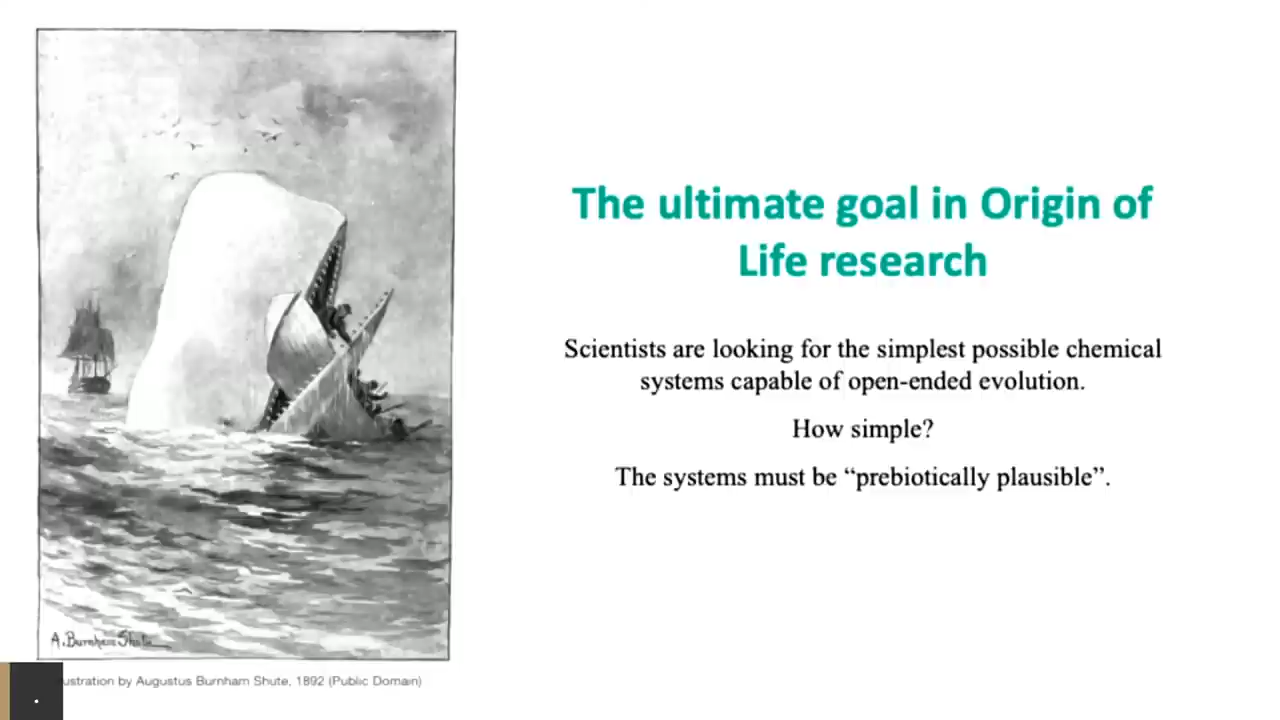 The ultimate goal in Origin of
Life research
Scientists are looking for the simplest possible chemical
systems capable of open-ended evolution.
How simple?
The systems must be “prebiotically plausible”.
A. Burnham Shute
ustration by Augustus Burnham Shute, 1892 (Public Domain)